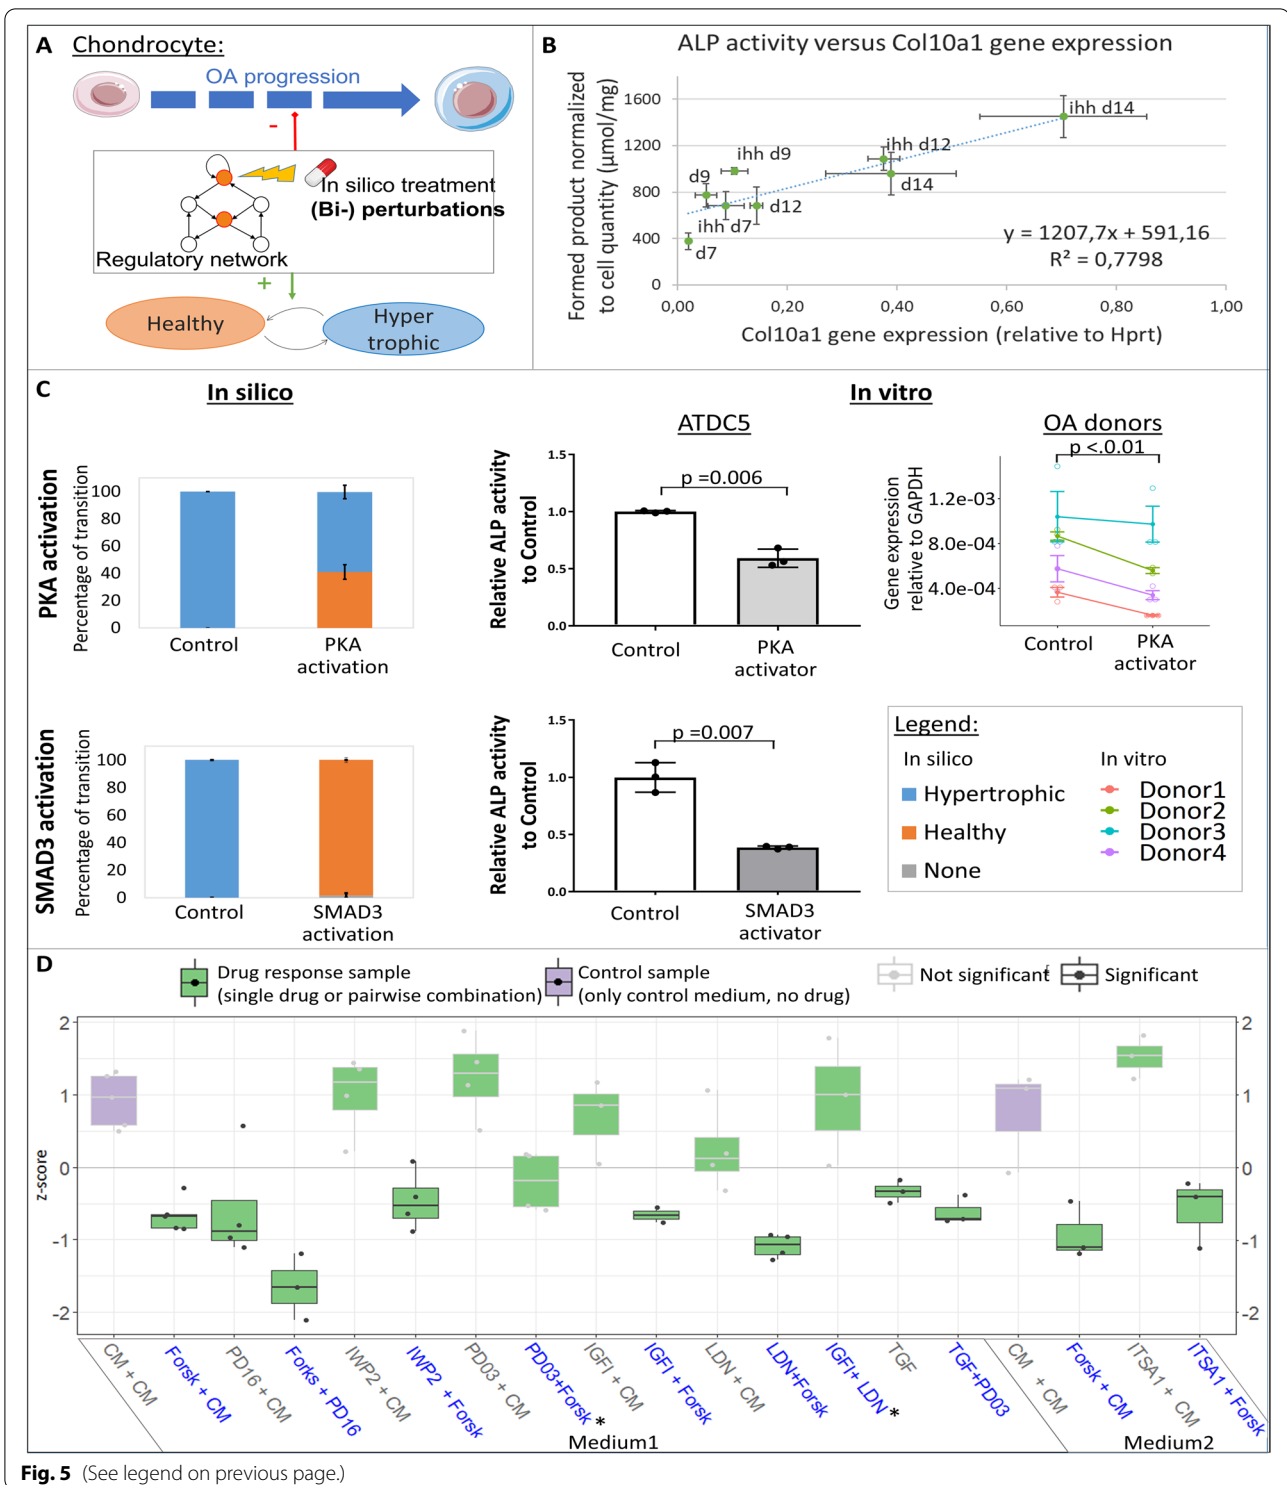 A
Chondrocyte:
OA progression
-
In silico treatment
(Bi-) perturbations
Regulatory network
+
Healthy
Hyper
trophic
B
ALP activity versus Col10a1 gene expression
Formed product normalized
to cell quantity (µmol/mg)
1600
1200
800
400
0
ihh d14
ihh d12
ihh d9
d9
d14
d12
ihh d7
d7
y = 1207,7x + 591,16
R² = 0,7798
0,00
0,20
0,40
0,60
0,80
1,00
Col10a1 gene expression (relative to Hprt)
C
In silico
In vitro
ATDC5
OA donors
PKA activation
Percentage of transition
100
80
60
40
20
0
Control
PKA
activation
Relative ALP activity
to Control
1.5
1.0
0.5
0.0
p =0.006
Control
PKA
activator
Gene expression
relative to GAPDH
p <.0.01
1.2e-03
8.0e-04
4.0e-04
Control
PKA
activator
SMAD3 activation
Percentage of transition
100
80
60
40
20
0
Control
SMAD3
activation
Relative ALP activity
to Control
1.5
1.0
0.5
0.0
p =0.007
Control
SMAD3
activator
Legend:
In silico
Hypertrophic
Healthy
None
In vitro
Donor1
Donor2
Donor3
Donor4
D
Drug response sample
(single drug or pairwise combination)
Control sample
(only control medium, no drug)
Not significant
Significant
z-score
2
1
0
-1
-2
2
1
0
-1
-2
CM + CM
Forsk + CM
PD16 + CM
Forks + PD16
IWP2 + CM
IWP2 + Forsk
PD03 + CM
PD03+Forsk *
IGFI + CM
IGFI + Forsk
LDN + CM
LDN+Forsk
IGFI+ LDN *
TGF
TGF+PD03
CM + CM
Forsk + CM
ITSA1 + CM
ITSA1 + Forsk
Medium1
Medium2
Fig. 5 (See legend on previous page.)